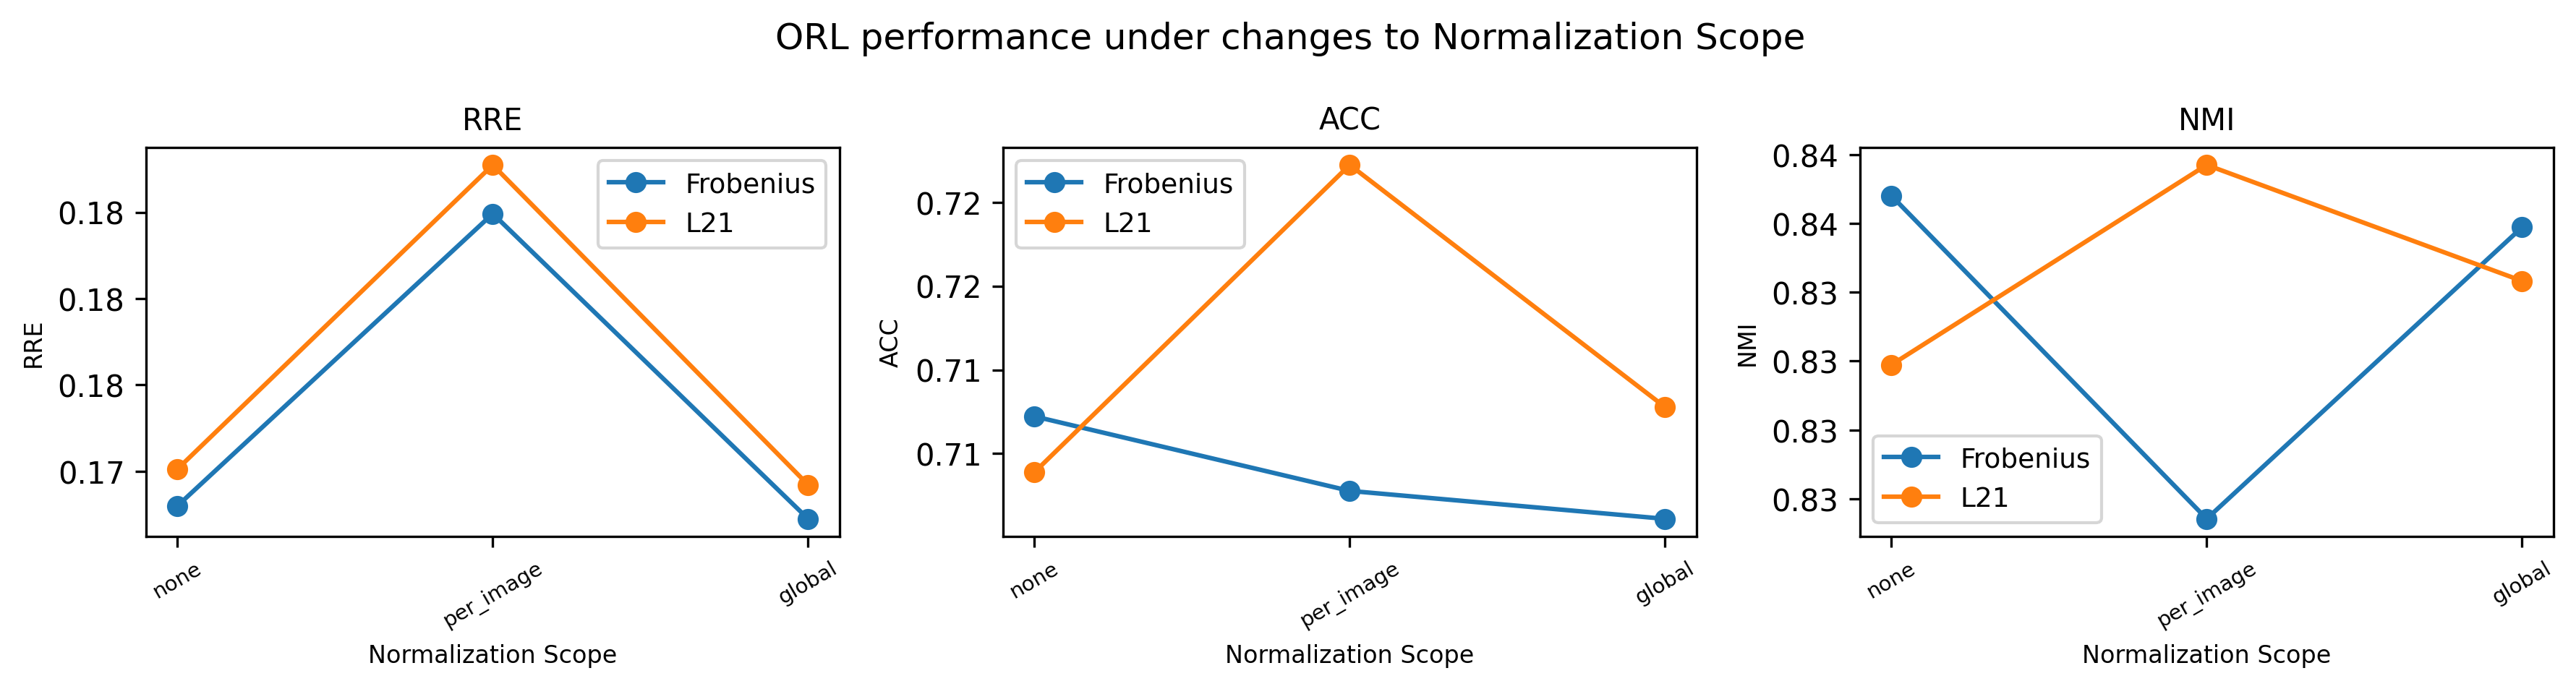 ORL performance under changes to Normalization Scope
RRE
0.18
0.18
0.18
0.17
RRE
Frobenius
L21
none
per_image
global
Normalization Scope
ACC
0.72
0.72
0.71
0.71
ACC
Frobenius
L21
none
per_image
global
Normalization Scope
NMI
0.84
0.84
0.83
0.83
0.83
0.83
NMI
Frobenius
L21
none
per_image
global
Normalization Scope